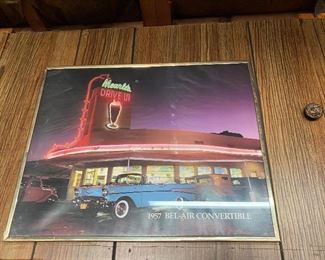 Mearle's
DRIVE IN
1957 BEL-AIR CONVERTIBLE